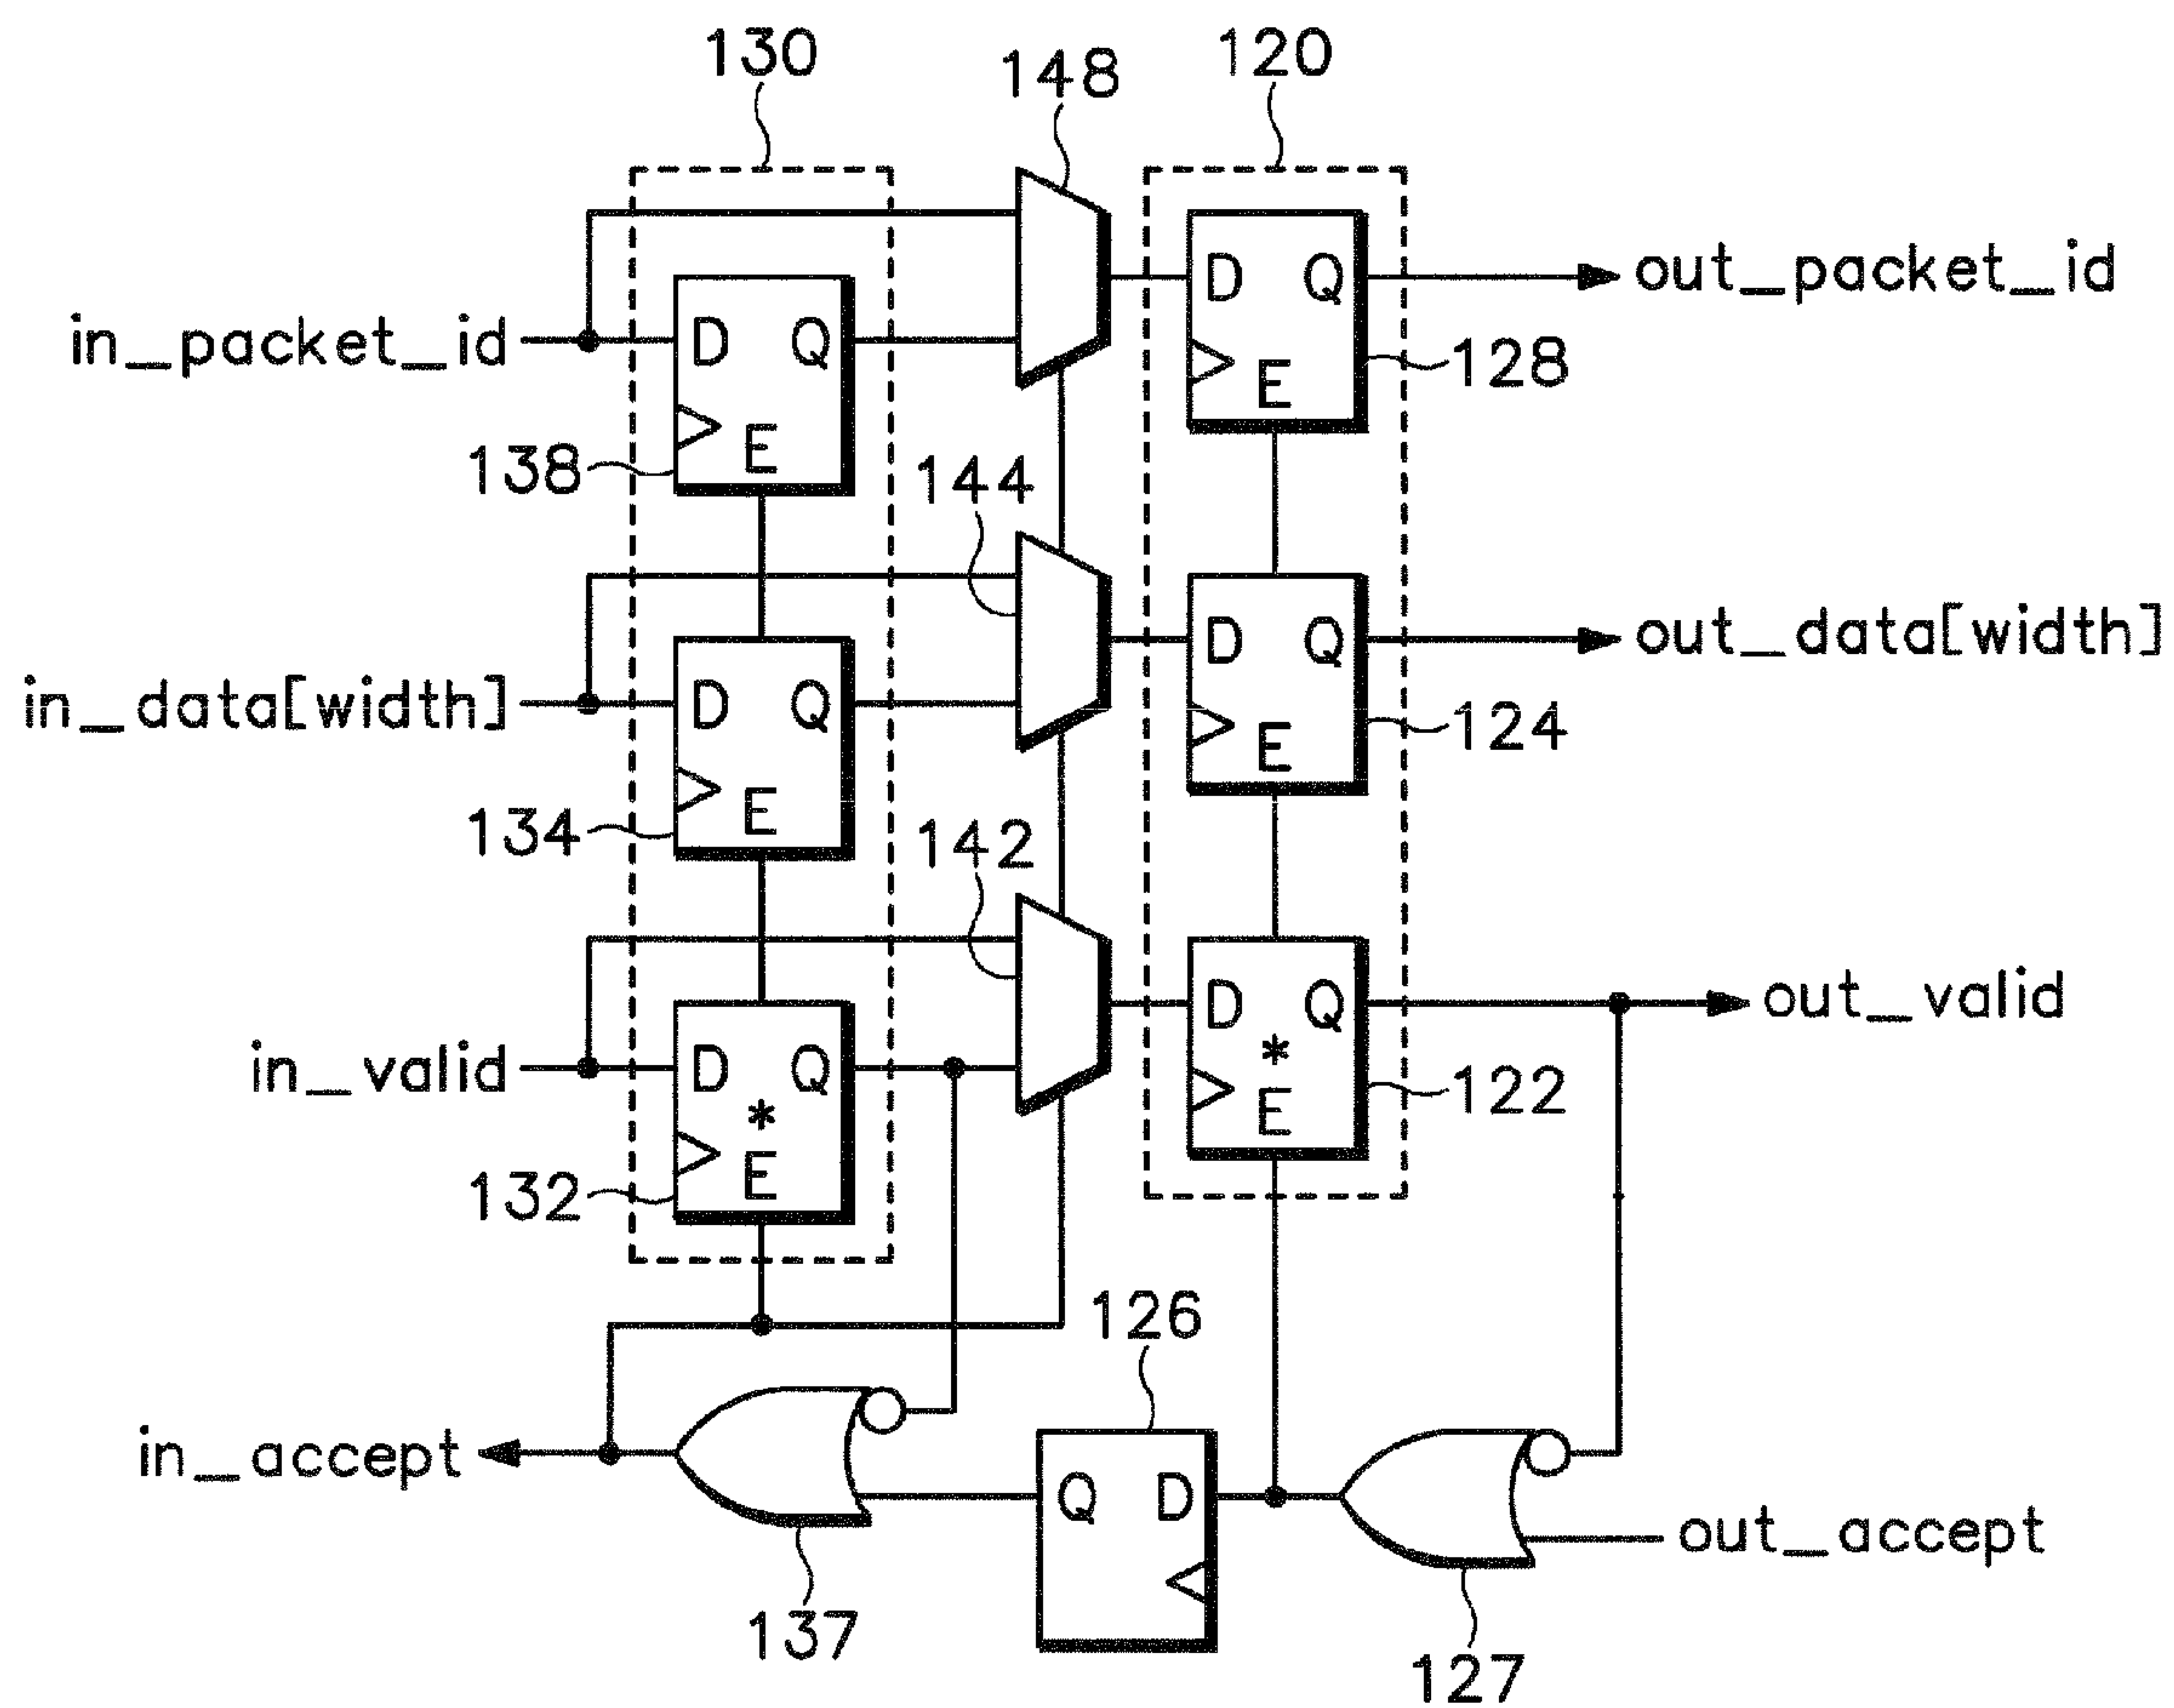 130
148
120
in_packet_id
D Q
E
138
D Q
E
128
out_packet_id
144
in_data[width]
D Q
E
134
D Q
E
124
out_data[width]
142
in_valid
D Q
*
E
132
D Q
*
E
122
out_valid
126
in_accept
Q D
out_accept
137
127